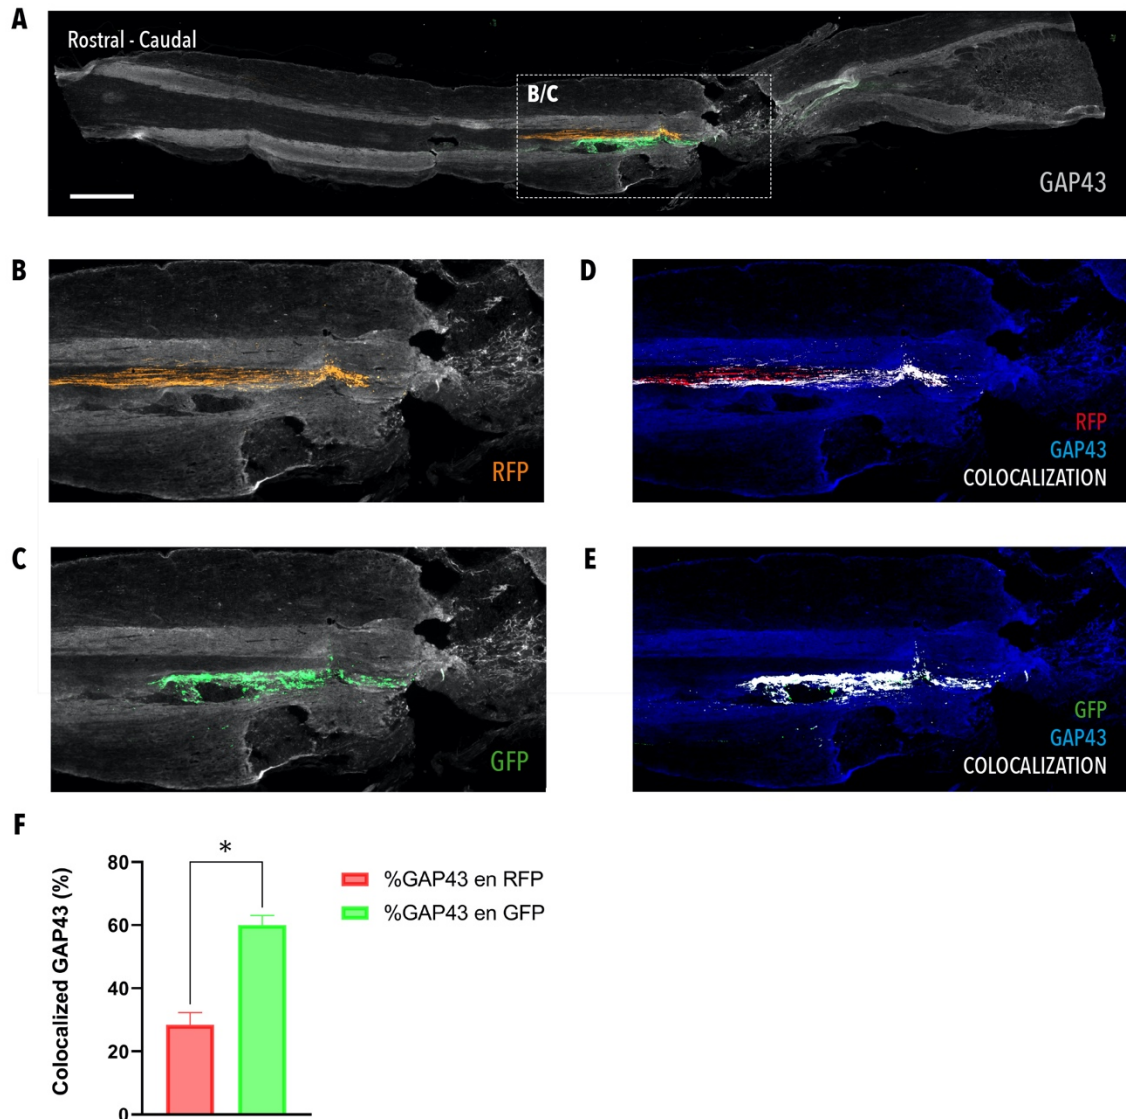 A
Rostral - Caudal
B/C
GAP43
B
RFP
D
RFP
GAP43
COLOCALIZATION
C
GFP
E
GFP
GAP43
COLOCALIZATION
F
*
Colocalized GAP43 (%)
80
60
40
20
0
%GAP43 en RFP
%GAP43 en GFP